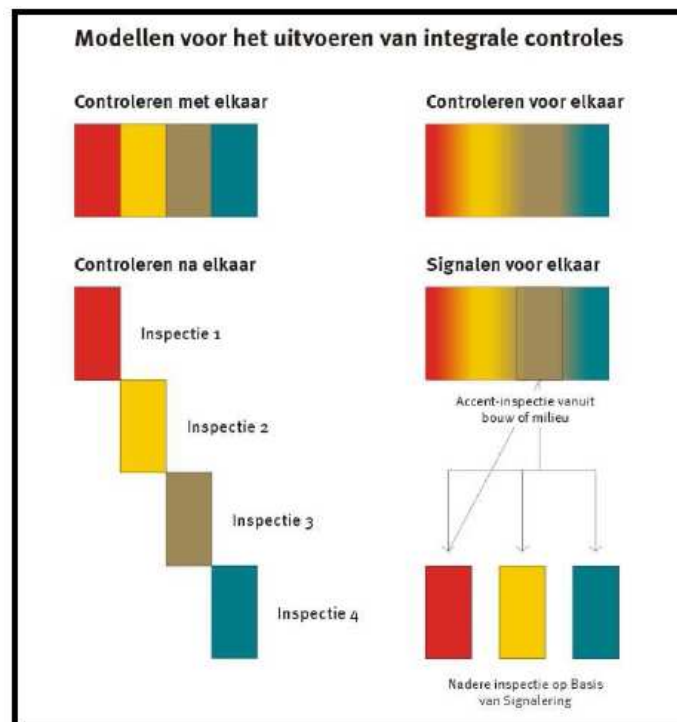 Modellen voor het uitvoeren van integrale controles
Controleren met elkaar
Controleren voor elkaar
Controleren na elkaar
Inspectie 1
Inspectie 2
Inspectie 3
Inspectie 4
Signalen voor elkaar
Accent-inspectie vanuit
bouw of milieu
Nadere inspectie op Basis
van Signalering